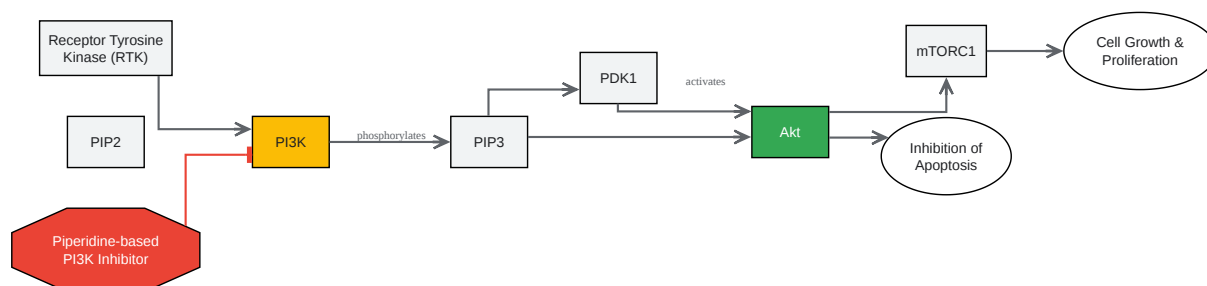 Receptor Tyrosine
Kinase (RTK)
PIP2
Piperidine-based
PI3K Inhibitor
PI3K
phosphorylates
PIP3
PDK1
activates
Akt
mTORC1
Inhibition of
Apoptosis
Cell Growth &
Proliferation